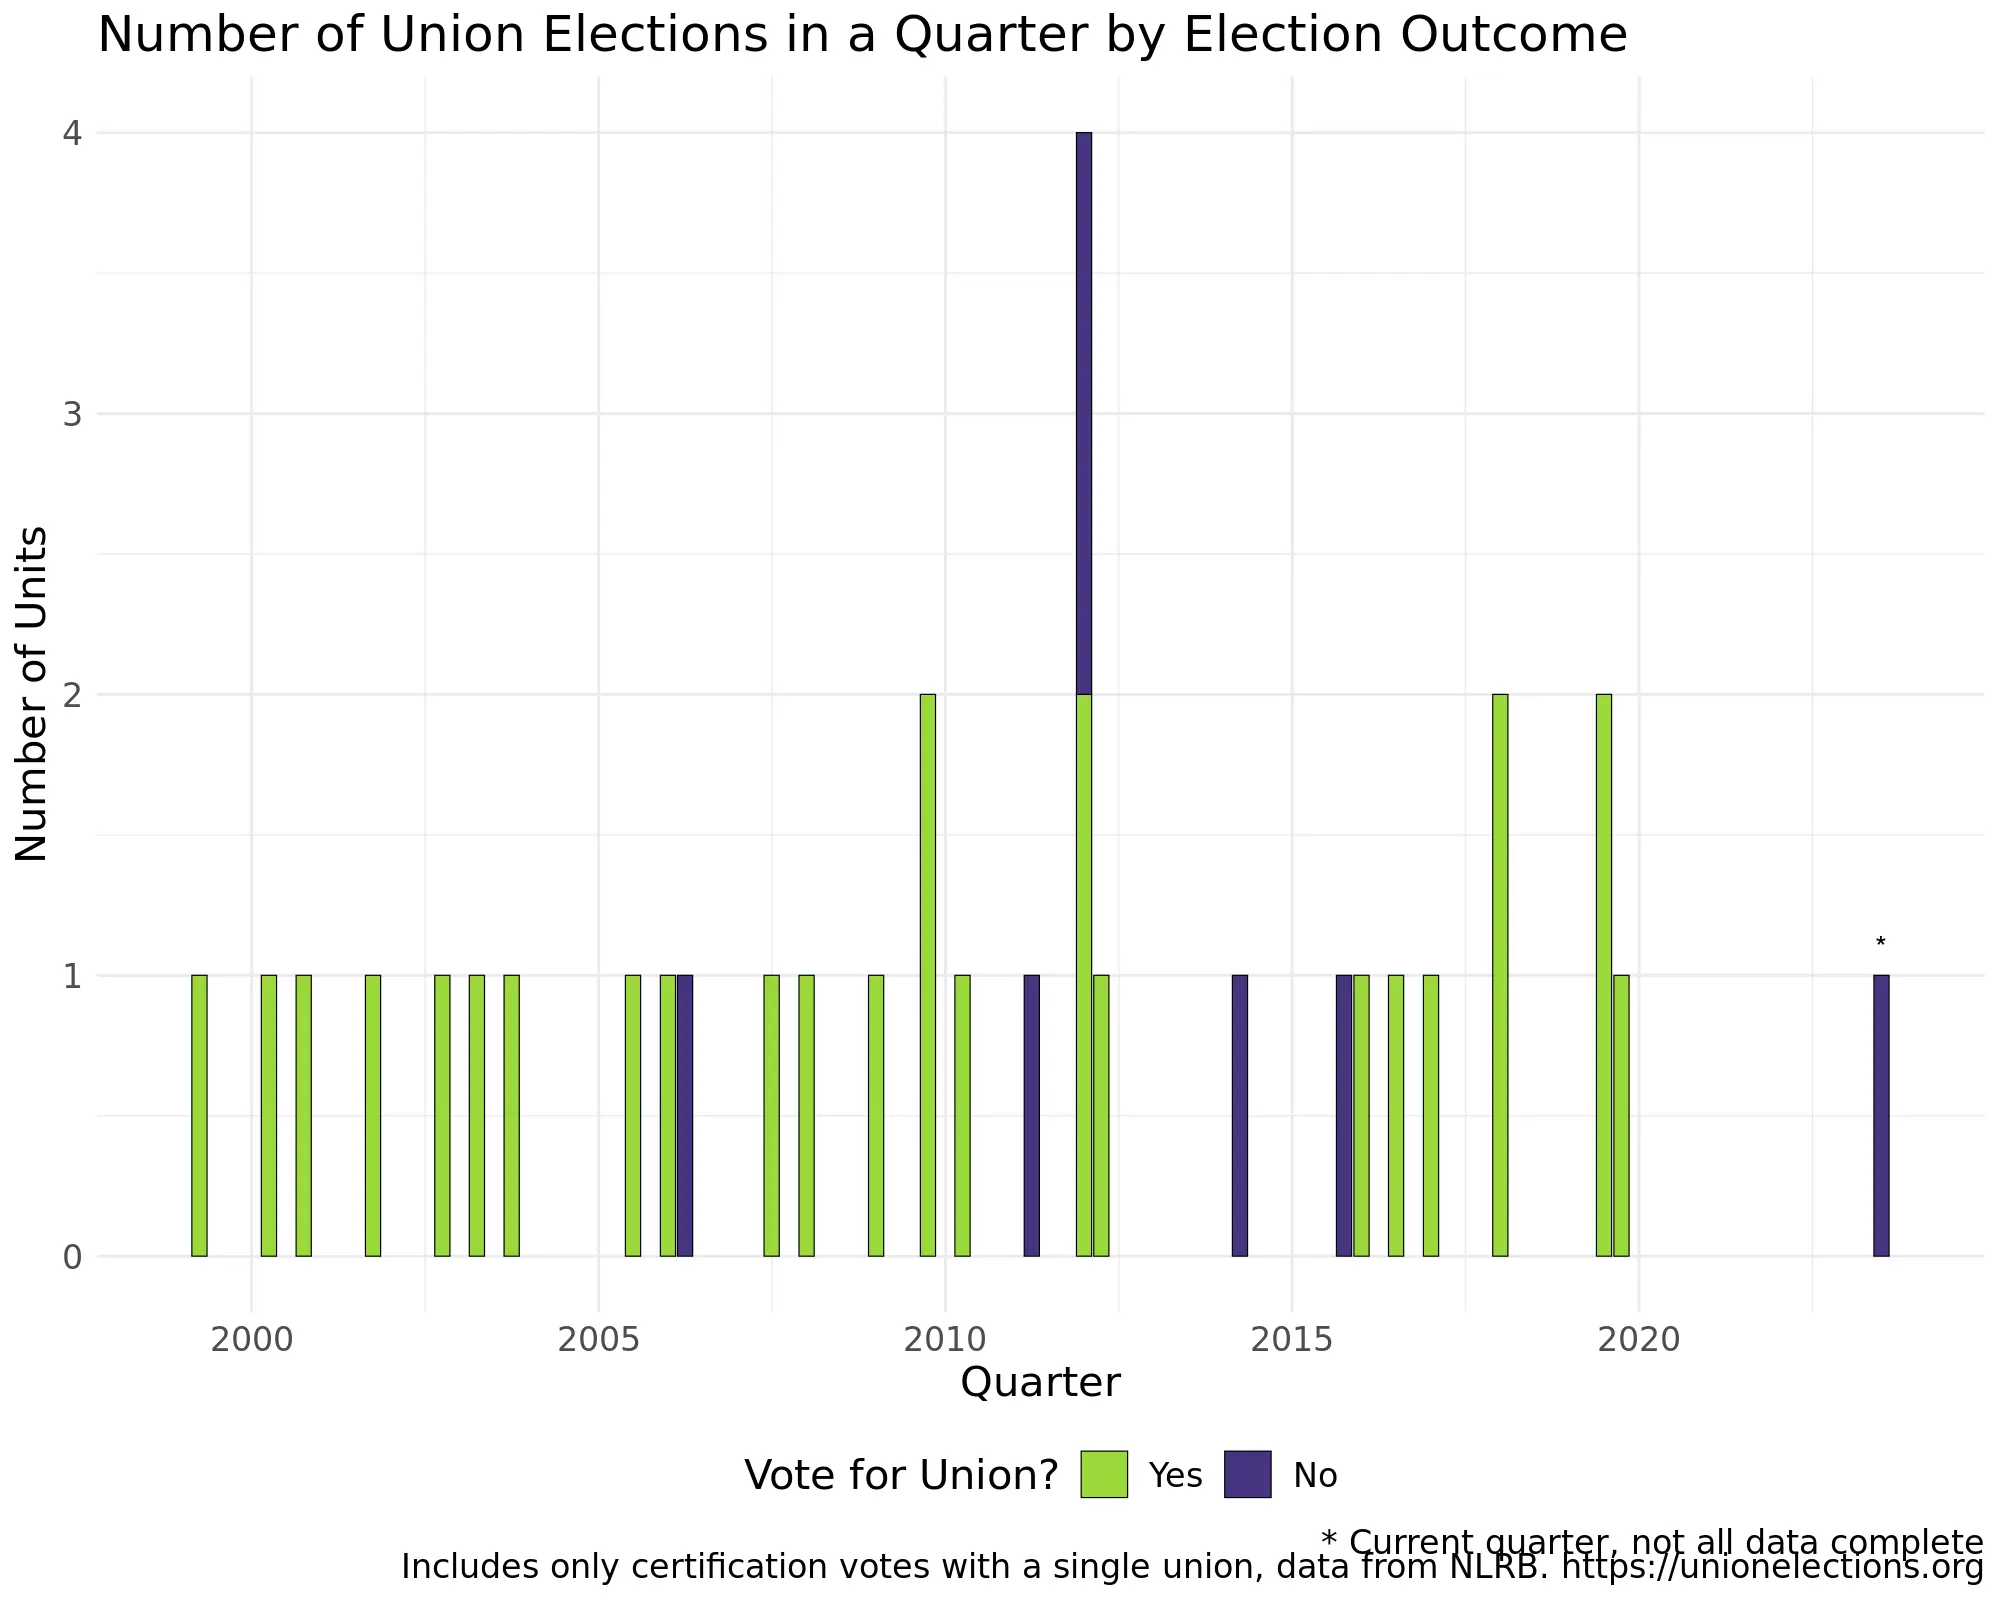 Number of Union Elections in a Quarter by Election Outcome
4
3
2
1
0
Number of Units
*
2000 2005 2010 2015 2020
Quarter
Vote for Union? Yes No
* Current quarter, not all data complete
Includes only certification votes with a single union, data from NLRB. https://unionelections.org